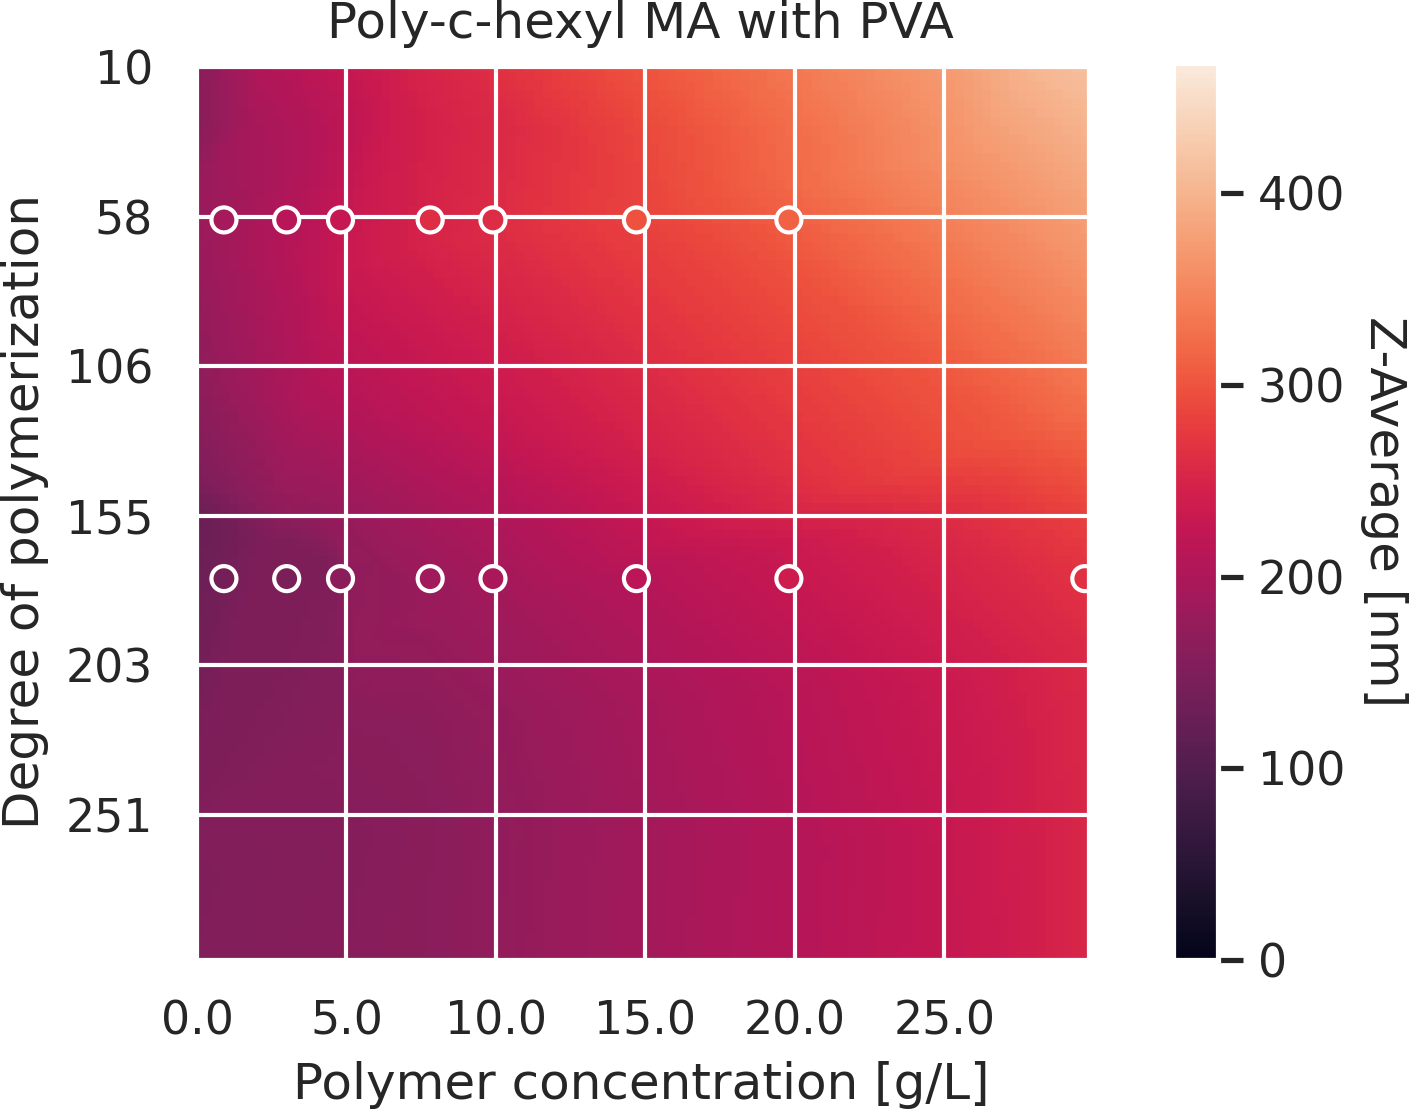 Poly-c-hexyl MA with PVA
10
58
106
155
203
251
Degree of polymerization
0.0 5.0 10.0 15.0 20.0 25.0
Polymer concentration [g/L]
400
300
200
100
0
Z-Average [nm]